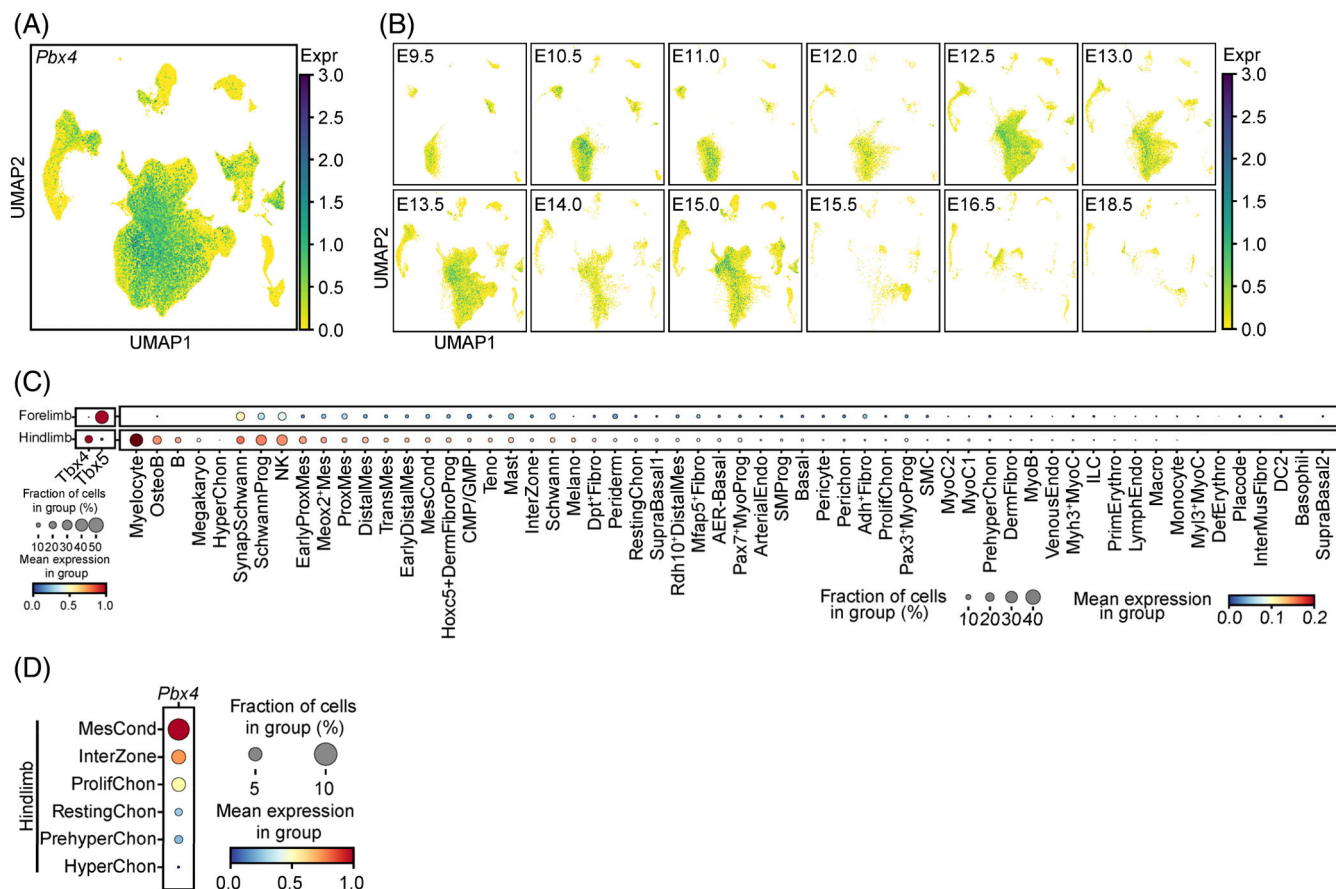 (A)
Pbx4
Expr
3.0
2.5
2.0
1.5
1.0
0.5
0.0
UMAP2
UMAP1
(B)
E9.5
E10.5
E11.0
E12.0
E12.5
E13.0
E13.5
E14.0
E15.0
E15.5
E16.5
E18.5
UMAP2
UMAP1
Expr
3.0
2.5
2.0
1.5
1.0
0.5
0.0
(C)
Forelimb
Hindlimb
Tbx4
Tbx5
Myelocyte
OsteoB
B
Megakaryo
HyperChon
SynapSchwann
SchwannProg
NK
EarlyProxMes
Meox2+Mes
ProxMes
DistalMes
TransMes
EarlyDistalMes
MesCond
Hoxc5+DermFibroProg
CMP/GMP
Teno
Mast
InterZone
Schwann
Melano
Dpt+Fibro
Periderm
RestingChon
SupraBasal1
Rdh10+DistalMes
Mfap5+Fibro
AER-Basal
Pax7+MyoProg
ArterialEndo
SMProg
Basal
Pericyte
Perichon
Adh+Fibro
ProlifChon
Pax3+MyoProg
SMC
MyoC2
MyoC1
PrehyperChon
DermFibro
MyoB
VenousEndo
Myh3+MyoC
ILC
PrimErythro
LymphEndo
Macro
Monocyte
Myl3+MyoC
DefErythro
Placode
InterMusFibro
DC2
Basophil
SupraBasal2
Fraction of cells
in group (%)
10 20 30 40 50
Mean expression
in group
0.0 0.5 1.0
Fraction of cells
in group (%)
10 20 30 40
Mean expression
in group
0.0 0.1 0.2
(D)
Pbx4
Hindlimb
MesCond
InterZone
ProlifChon
RestingChon
PrehyperChon
HyperChon
Fraction of cells
in group (%)
5 10
Mean expression
in group
0.0 0.5 1.0